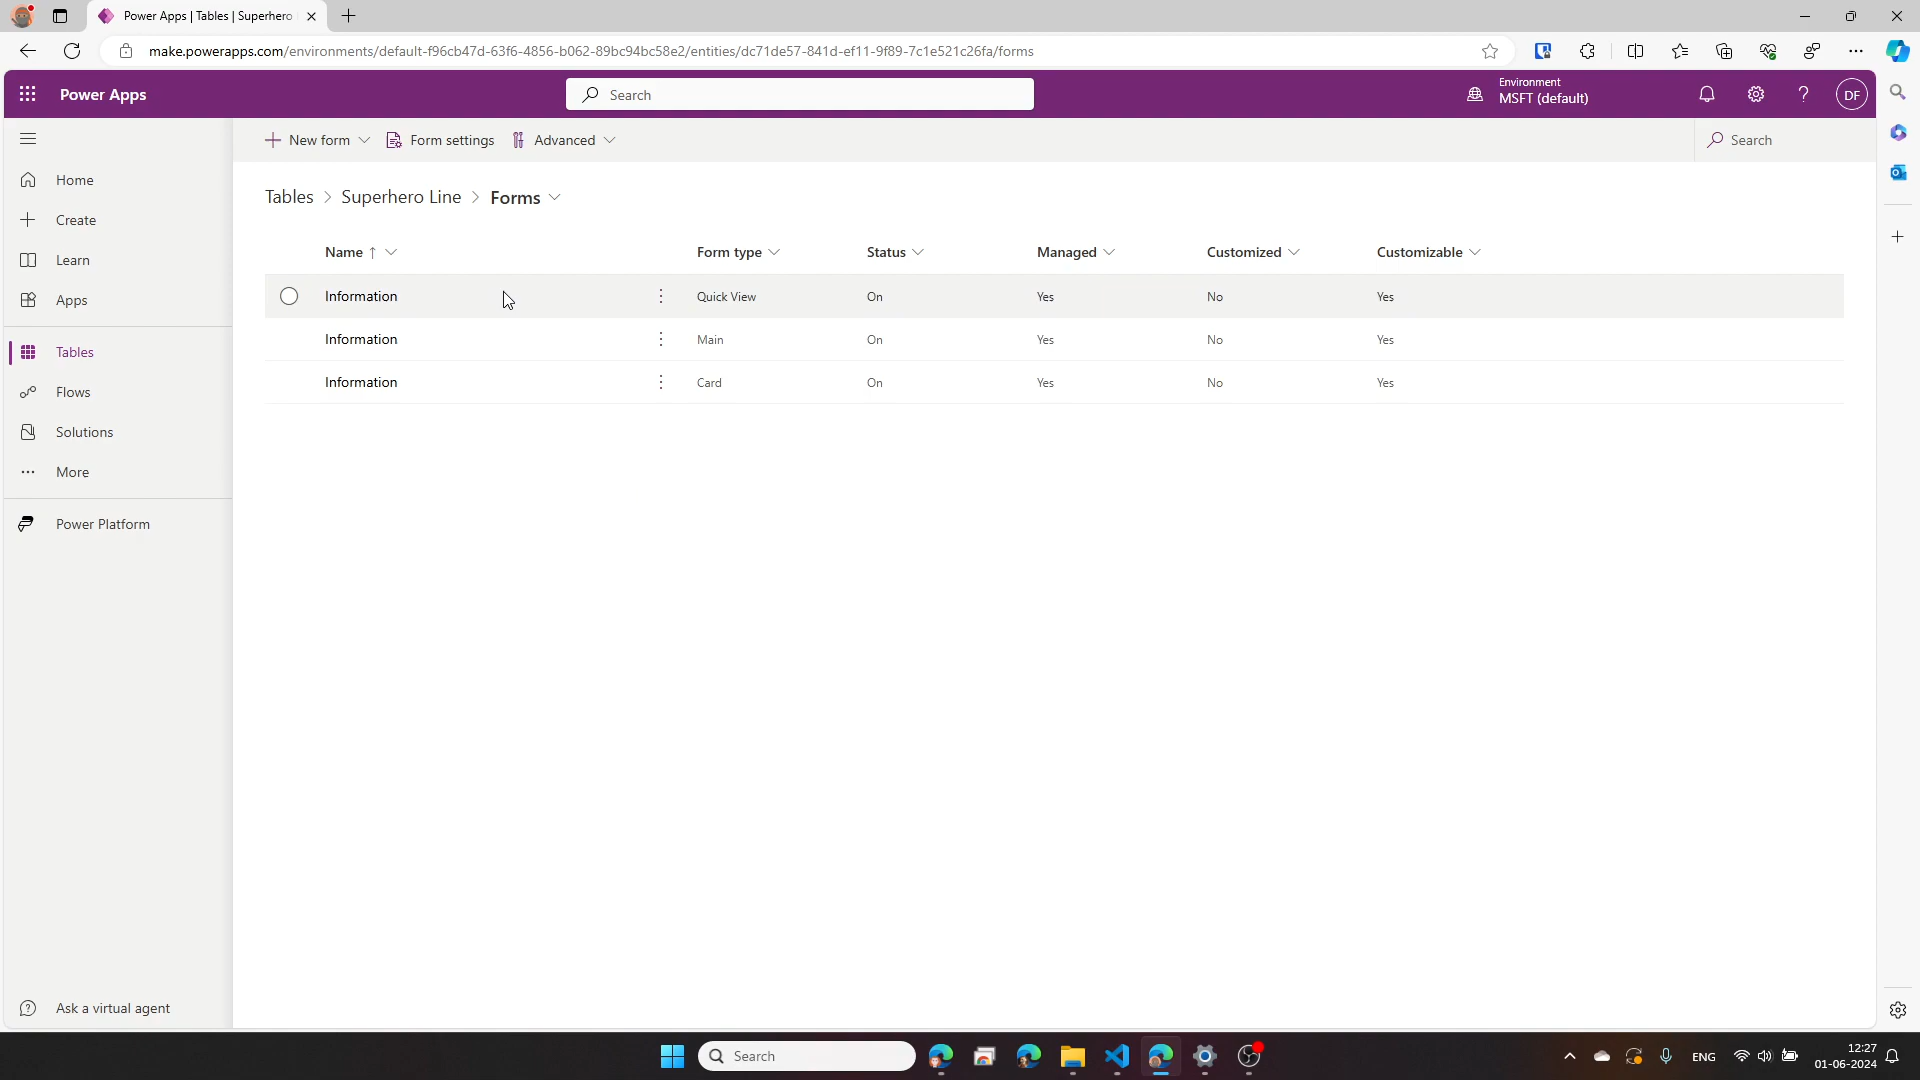 Power Apps | Tables | Superhero
make.powerapps.com/environments/default-f96cb47d-63f6-4856-b062-89bc94bc58e2/entities/dc71de57-841d-ef11-9f89-7c1e521c26fa/forms
Power Apps
Search
Environment
MSFT (default)
DF
New form
Form settings
Advanced
Search
Home
Create
Learn
Apps
Tables
Flows
Solutions
More
Power Platform
Ask a virtual agent
Tables > Superhero Line > Forms
Name ↑ Form type Status Managed Customized Customizable
Information Quick View On Yes No Yes
Information Main On Yes No Yes
Information Card On Yes No Yes
Search
ENG
12:27
01-06-2024